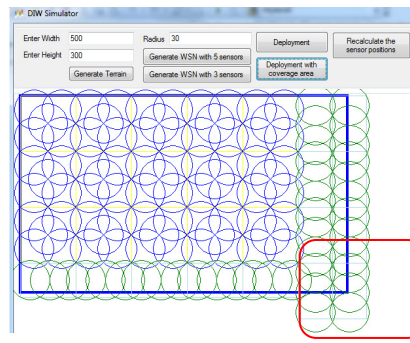 DIW Simulator
Enter Width 500 Radius 30
Enter Height 300
Generate Terrain
Generate WSN with 5 sensors
Generate WSN with 3 sensors
Deployment
Deployment with coverage area
Recalculate the sensor positions